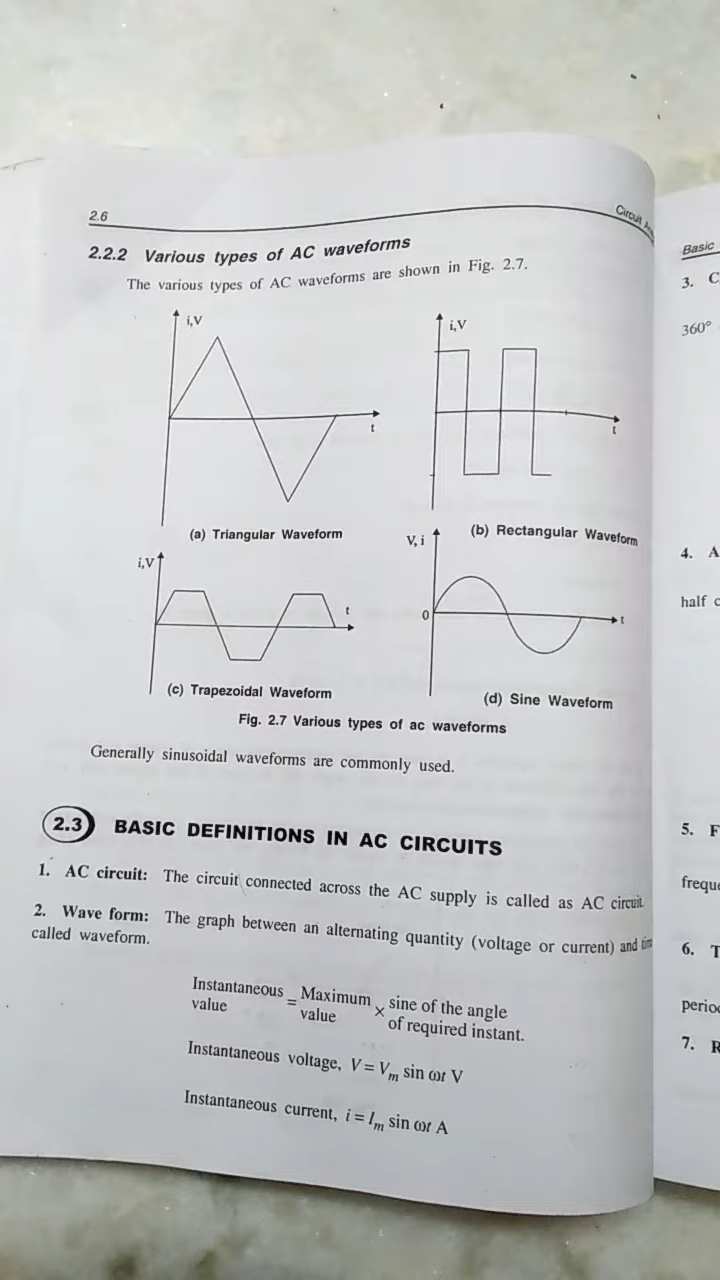 2.6
Circuit
2.2.2 Various types of AC waveforms
The various types of AC waveforms are shown in Fig. 2.7.
i,V
t
(a) Triangular Waveform
i,V
t
(b) Rectangular Waveform
i,V
t
(c) Trapezoidal Waveform
V, i
0
t
(d) Sine Waveform
Fig. 2.7 Various types of ac waveforms
Generally sinusoidal waveforms are commonly used.
2.3 BASIC DEFINITIONS IN AC CIRCUITS
1. AC circuit: The circuit connected across the AC supply is called as AC circuit.
2. Wave form: The graph between an alternating quantity (voltage or current) and
called waveform.
Instantaneous value = Maximum value × sine of the angle of required instant.
Instantaneous voltage, V = Vm sin ωt V
Instantaneous current, i = Im sin ωt A
Basic
3. C
360°
4. A
half c
5. F
freque
6. T
perio
7. R